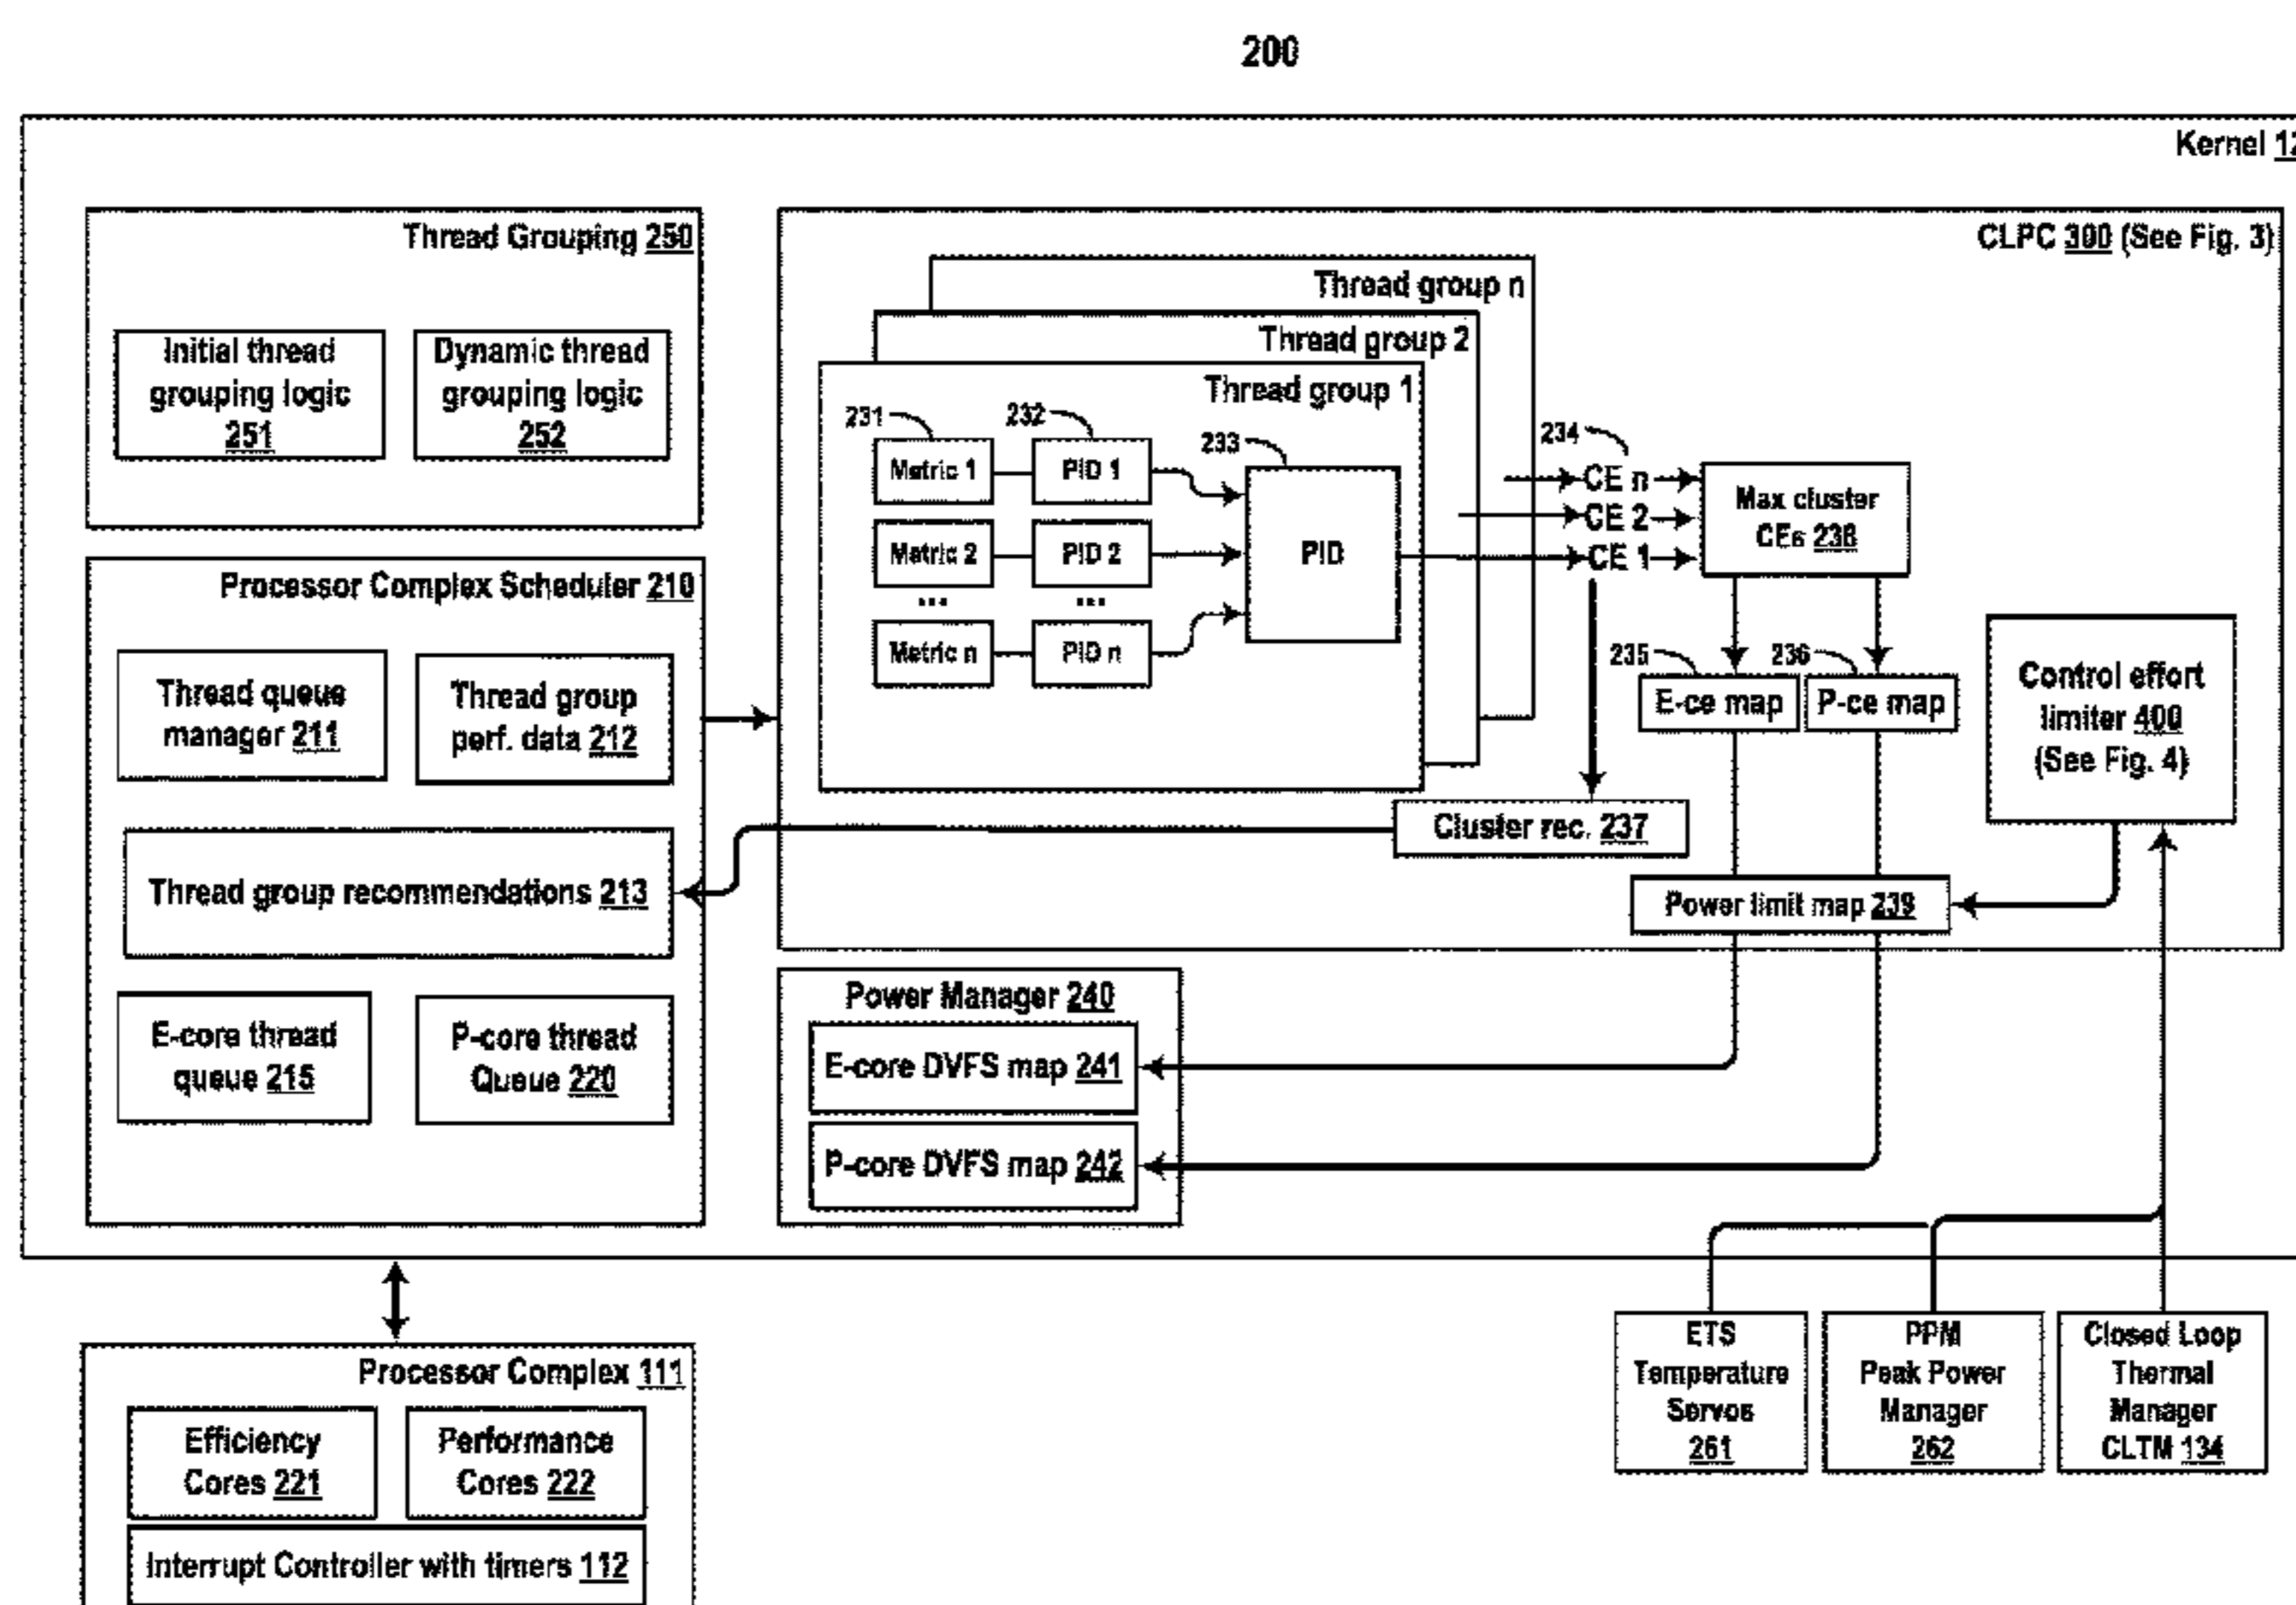 200
Kernel 12
Thread Grouping 250
Initial thread
grouping logic
251
Dynamic thread
grouping logic
252
Processor Complex Scheduler 210
Thread queue
manager 211
Thread group
perf. data 212
Thread group recommendations 213
E-core thread
queue 215
P-core thread
Queue 220
CLPC 300 (See Fig. 3)
Thread group n
Thread group 2
Thread group 1
231
232
233
234
Metric 1
PID 1
Metric 2
PID 2
...
...
Metric n
PID n
PID
CE n
CE 2
CE 1
Max cluster
CEs 238
235
236
E-ce map
P-ce map
Control effort
limiter 400
(See Fig. 4)
Cluster rec. 237
Power limit map 239
Power Manager 240
E-core DVFS map 241
P-core DVFS map 242
Processor Complex 111
Efficiency
Cores 221
Performance
Cores 222
Interrupt Controller with timers 112
ETS
Temperature
Servos
261
PPM
Peak Power
Manager
262
Closed Loop
Thermal
Manager
CLTM 134